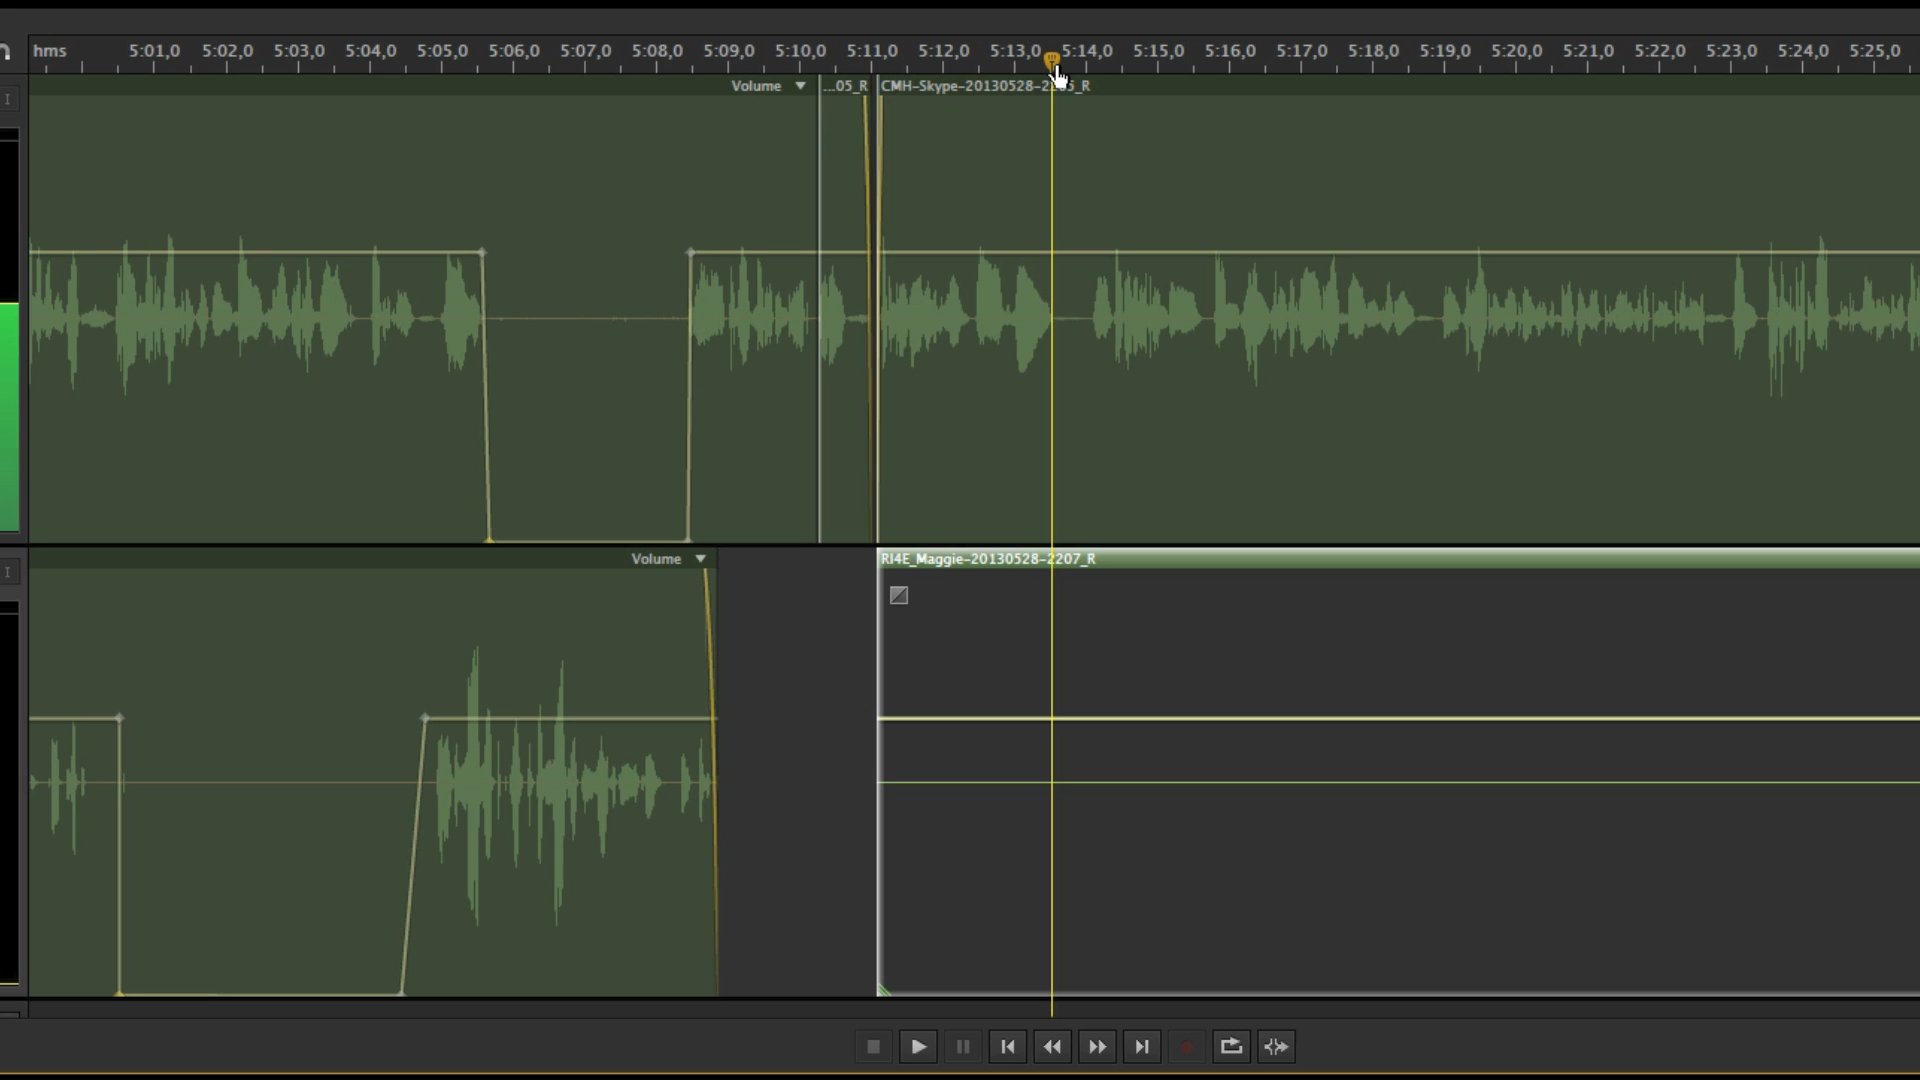 hms 5:01,0 5:02,0 5:03,0 5:04,0 5:05,0 5:06,0 5:07,0 5:08,0 5:09,0 5:10,0 5:11,0 5:12,0 5:13,0 5:14,0 5:15,0 5:16,0 5:17,0 5:18,0 5:19,0 5:20,0 5:21,0 5:22,0 5:23,0 5:24,0 5:25,0
Volume ...05_R CMH-Skype-20130528-2205_R
I
Volume RI4E_Maggie-20130528-2207_R
I